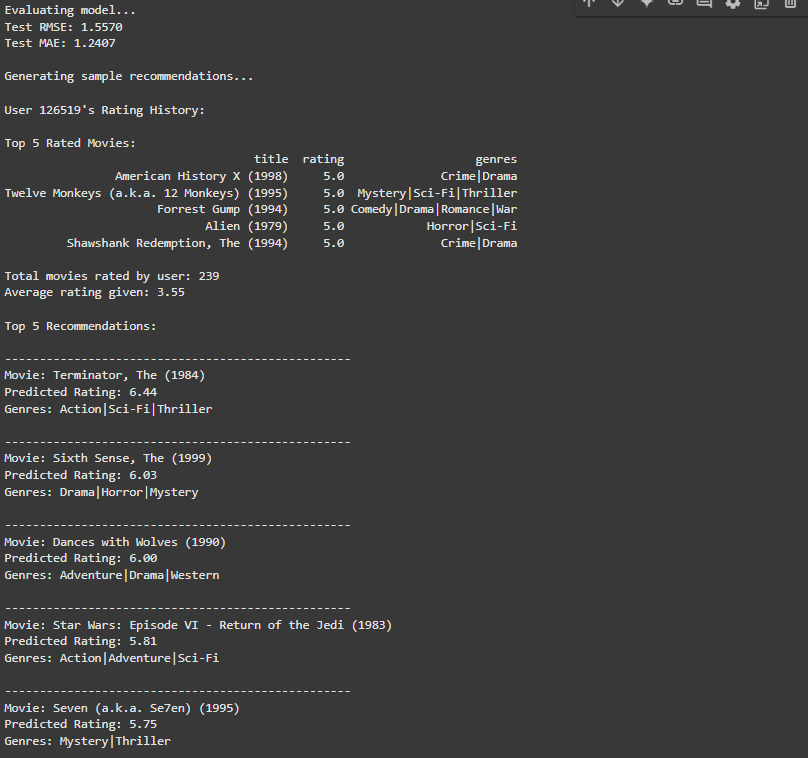 Evaluating model...
Test RMSE: 1.5570
Test MAE: 1.2407
Generating sample recommendations...
User 126519's Rating History:
Top 5 Rated Movies:
title rating genres
American History X (1998) 5.0 Crime|Drama
Twelve Monkeys (a.k.a. 12 Monkeys) (1995) 5.0 Mystery|Sci-Fi|Thriller
Forrest Gump (1994) 5.0 Comedy|Drama|Romance|War
Alien (1979) 5.0 Horror|Sci-Fi
Shawshank Redemption, The (1994) 5.0 Crime|Drama
Total movies rated by user: 239
Average rating given: 3.55
Top 5 Recommendations:
--------------------------------------------------
Movie: Terminator, The (1984)
Predicted Rating: 6.44
Genres: Action|Sci-Fi|Thriller
--------------------------------------------------
Movie: Sixth Sense, The (1999)
Predicted Rating: 6.03
Genres: Drama|Horror|Mystery
--------------------------------------------------
Movie: Dances with Wolves (1990)
Predicted Rating: 6.00
Genres: Adventure|Drama|Western
--------------------------------------------------
Movie: Star Wars: Episode VI - Return of the Jedi (1983)
Predicted Rating: 5.81
Genres: Action|Adventure|Sci-Fi
--------------------------------------------------
Movie: Seven (a.k.a. Se7en) (1995)
Predicted Rating: 5.75
Genres: Mystery|Thriller